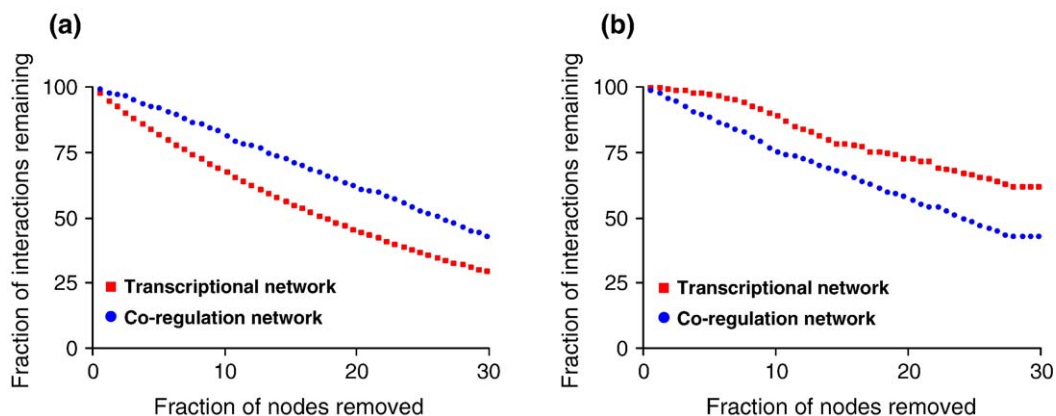 (a)
Fraction of interactions remaining
100
75
50
25
0
Transcriptional network
Co-regulation network
0 10 20 30
Fraction of nodes removed
(b)
Fraction of interactions remaining
100
75
50
25
0
Transcriptional network
Co-regulation network
0 10 20 30
Fraction of nodes removed